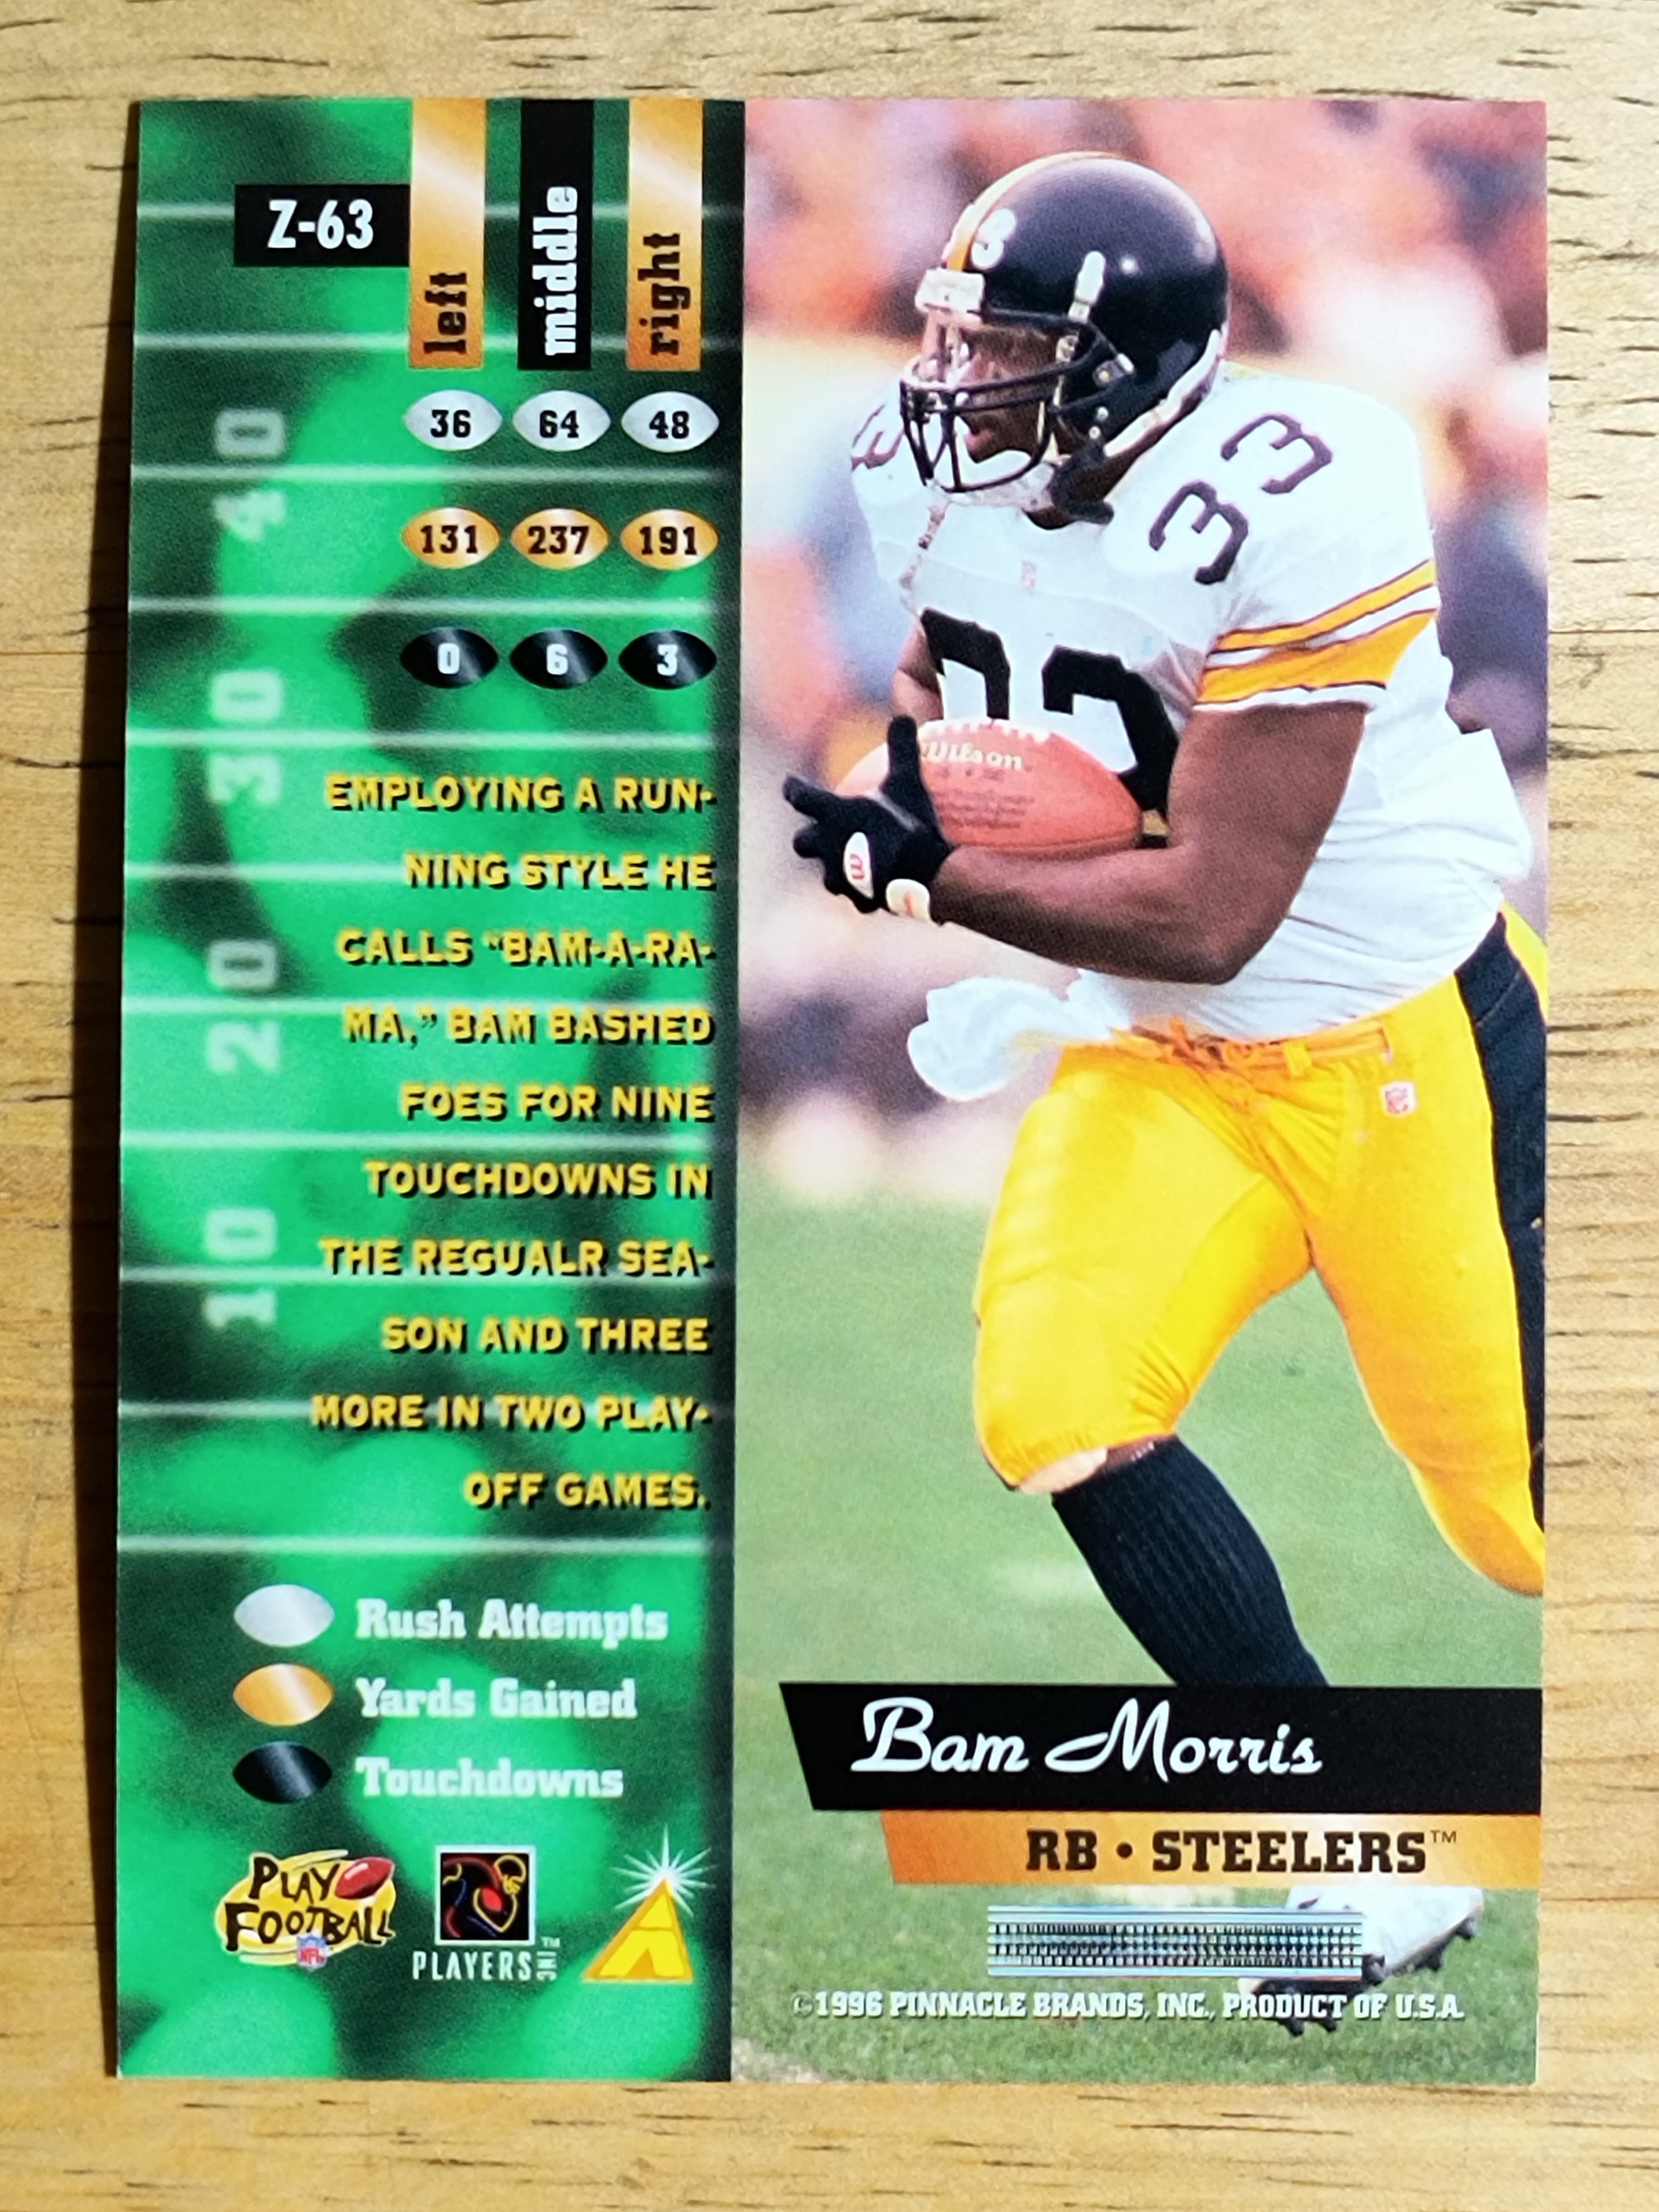 Z-63
left middle right
36 64 48
131 237 191
0 6 3
40
30
20
10
EMPLOYING A RUN-
NING STYLE HE
CALLS “BAM-A-RA-
MA,” BAM BASHED
FOES FOR NINE
TOUCHDOWNS IN
THE REGUALR SEA-
SON AND THREE
MORE IN TWO PLAY-
OFF GAMES.
Rush Attempts
Yards Gained
Touchdowns
PLAY
FOOTBALL
NFL
PLAYERS INC™
3
33
33
Wilson
W
Bam Morris
RB • STEELERS™
©1996 PINNACLE BRANDS, INC., PRODUCT OF U.S.A.